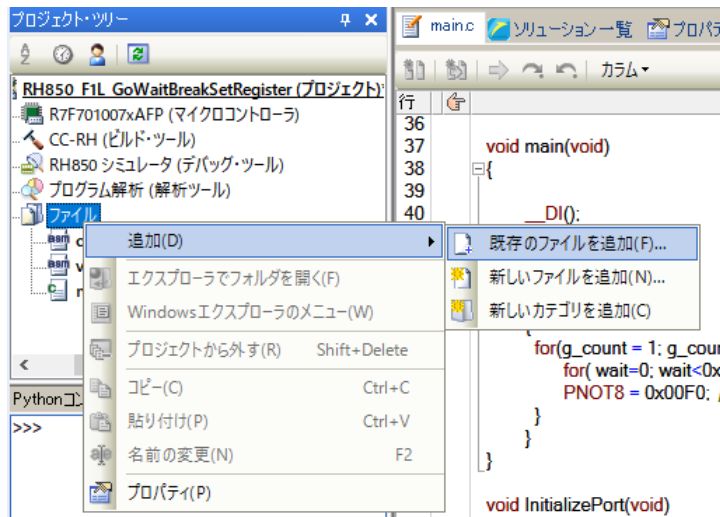 プロジェクト・ツリー
RH850_F1L_GoWaitBreakSetRegister (プロジェクト)*
R7F701007xAFP (マイクロコントローラ)
CC-RH (ビルド・ツール)
RH850 シミュレータ (デバッグ・ツール)
プログラム解析 (解析ツール)
ファイル
追加(D)
エクスプローラでフォルダを開く(F)
Windowsエクスプローラのメニュー(W)
プロジェクトから外す(R) Shift+Delete
コピー(C) Ctrl+C
貼り付け(P) Ctrl+V
名前の変更(N) F2
プロパティ(P)
既存のファイルを追加(F)...
新しいファイルを追加(N)...
新しいカテゴリを追加(C)
Pythonコン
>>>
main.c ソリューション一覧 プロパテ
カラム
行
36
37 void main(void)
38 {
39
40 __DI();
{
for(g_count = 1; g_cou
for( wait=0; wait<0x
PNOT8 = 0x00F0; /
}
}
}
void InitializePort(void)